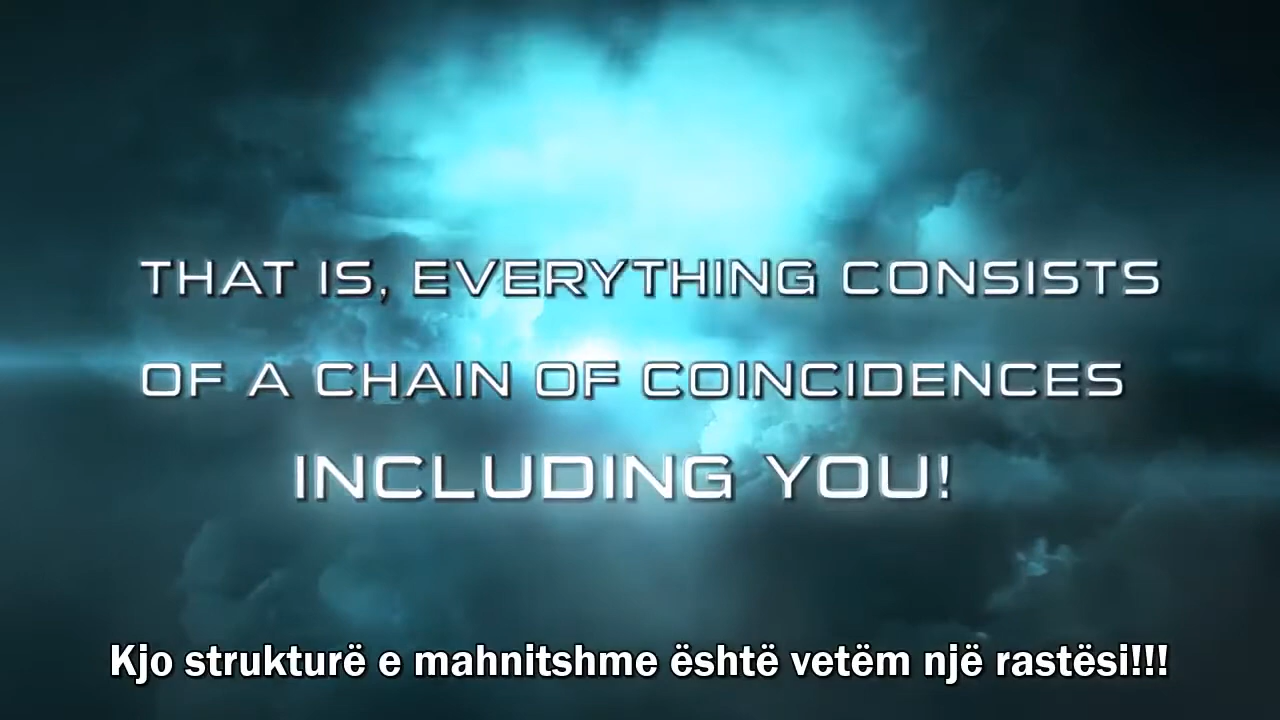 THAT IS, EVERYTHING CONSISTS
OF A CHAIN OF COINCIDENCES
INCLUDING YOU!
Kjo strukturë e mahnitshme është vetëm një rastësi!!!